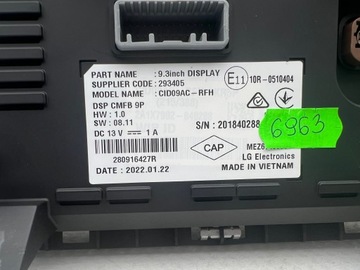 PART NAME : 9.3inch DISPLAY
SUPPLIER CODE : 293405
MODEL NAME : CID09AC-RFH
E11 10R-0510404
DSP CMFB 9P
HW : 1.0
SW : 08.11
DC 13 V 1 A
S/N : 201840288
6963
280916427R
CAP
LG Electronics
DATE : 2022.01.22
MADE IN VIETNAM